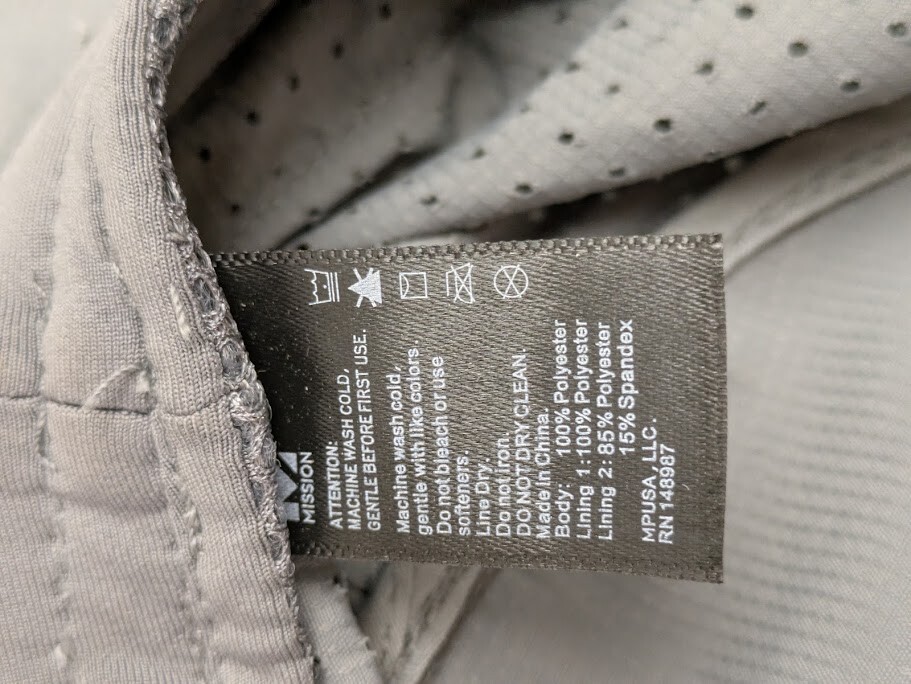 MISSION
ATTENTION:
MACHINE WASH COLD,
GENTLE BEFORE FIRST USE.
Machine wash cold,
gentle with like colors.
Do not bleach or use
softeners.
Line Dry.
Do not iron.
DO NOT DRY CLEAN.
Made in China.
Body: 100% Polyester
Lining 1: 100% Polyester
Lining 2: 85% Polyester
15% Spandex
MPUSA, LLC.
RN 148987